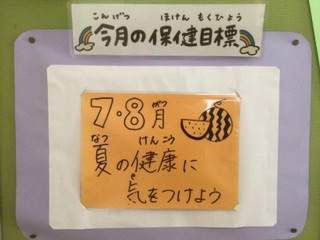 こんげつ ほけんもくひょう
今月の保健目標
7・8月
がつ
なつ けんこう
夏の健康に
き
気をつけよう